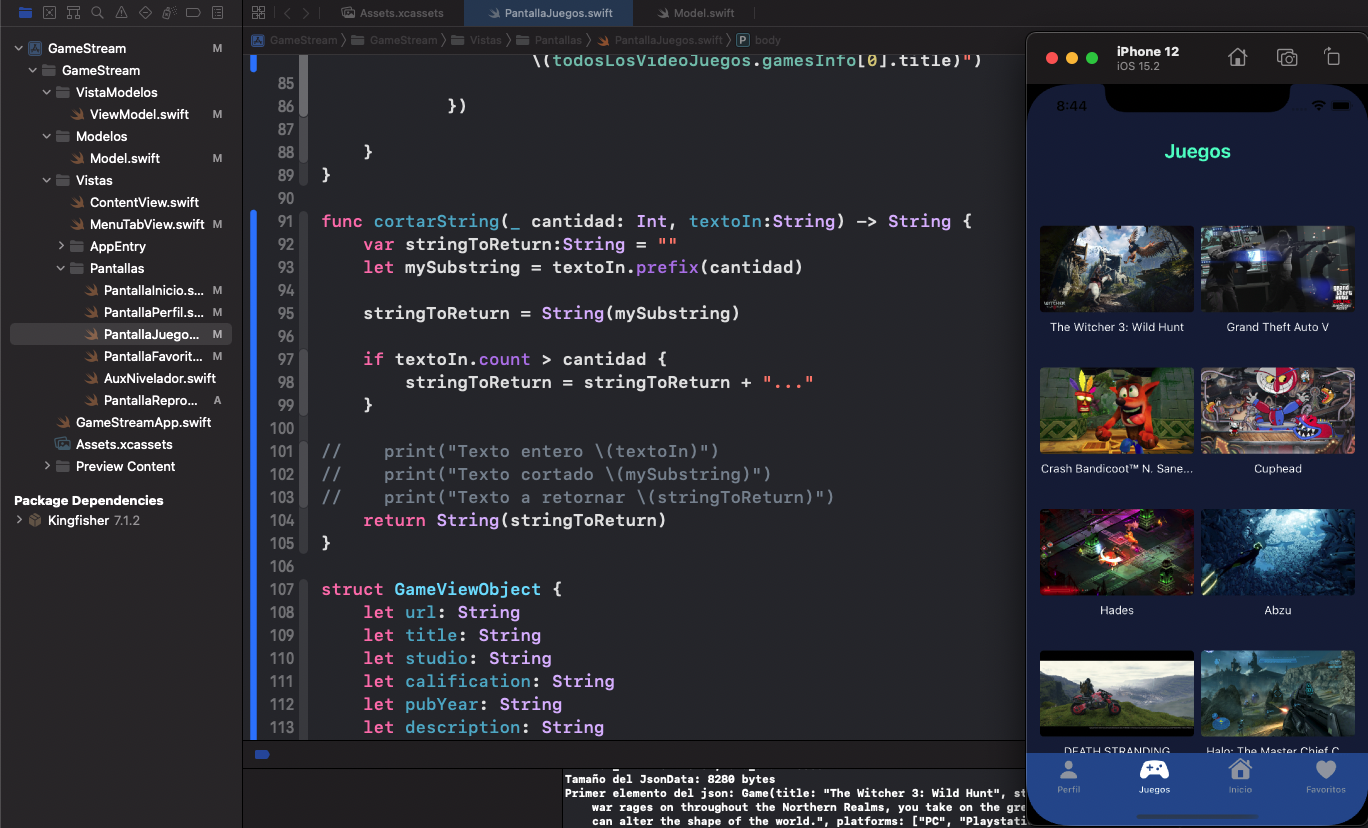 GameStream M
GameStream
VistaModelos
ViewModel.swift M
Modelos
Model.swift M
Vistas
ContentView.swift
MenuTabView.swift M
AppEntry
Pantallas
PantallaInicio.s... M
PantallaPerfil.s... M
PantallaJuego... M
PantallaFavorit... M
AuxNivelador.swift
PantallaRepro... A
GameStreamApp.swift
Assets.xcassets
Preview Content
Package Dependencies
Kingfisher 7.1.2
Assets.xcassets PantallaJuegos.swift Model.swift
GameStream GameStream Vistas Pantallas PantallaJuegos.swift P body
\(todosLosVideoJuegos.gamesInfo[0].title)")
85
86 })
87
88 }
89 }
90
91 func cortarString(_ cantidad: Int, textoIn:String) -> String {
92 var stringToReturn:String = ""
93 let mySubstring = textoIn.prefix(cantidad)
94
95 stringToReturn = String(mySubstring)
96
97 if textoIn.count > cantidad {
98 stringToReturn = stringToReturn + "..."
99 }
100
101 // print("Texto entero \(textoIn)")
102 // print("Texto cortado \(mySubstring)")
103 // print("Texto a retornar \(stringToReturn)")
104 return String(stringToReturn)
105 }
106
107 struct GameViewObject {
108 let url: String
109 let title: String
110 let studio: String
111 let calification: String
112 let pubYear: String
113 let description: String
Tamaño del JsonData: 8280 bytes
Primer elemento del json: Game(title: "The Witcher 3: Wild Hunt", st
war rages on throughout the Northern Realms, you take on the gre
can alter the shape of the world.", platforms: ["PC", "Playstati
iPhone 12
iOS 15.2
8:44
Juegos
The Witcher 3: Wild Hunt
Grand Theft Auto V
Crash Bandicoot™ N. Sane...
Cuphead
Hades
Abzu
DEATH STRANDING
Halo: The Master Chief C
Perfil
Juegos
Inicio
Favoritos